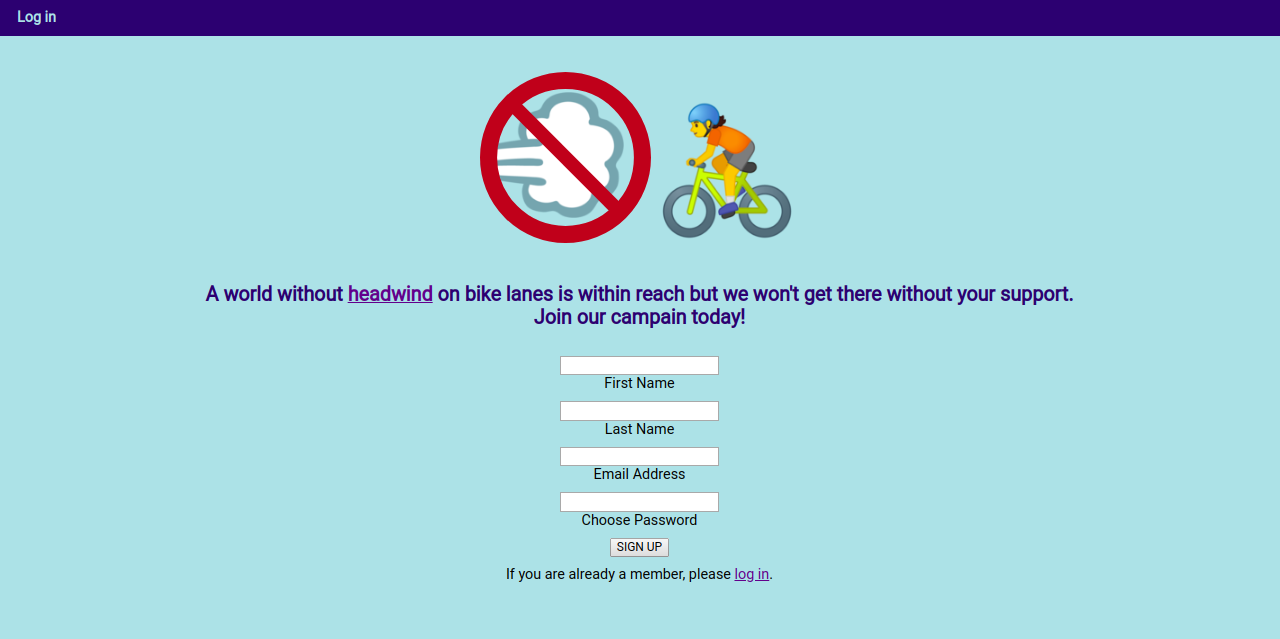 Log in
A world without headwind on bike lanes is within reach but we won't get there without your support.
Join our campain today!
First Name
Last Name
Email Address
Choose Password
SIGN UP
If you are already a member, please log in.